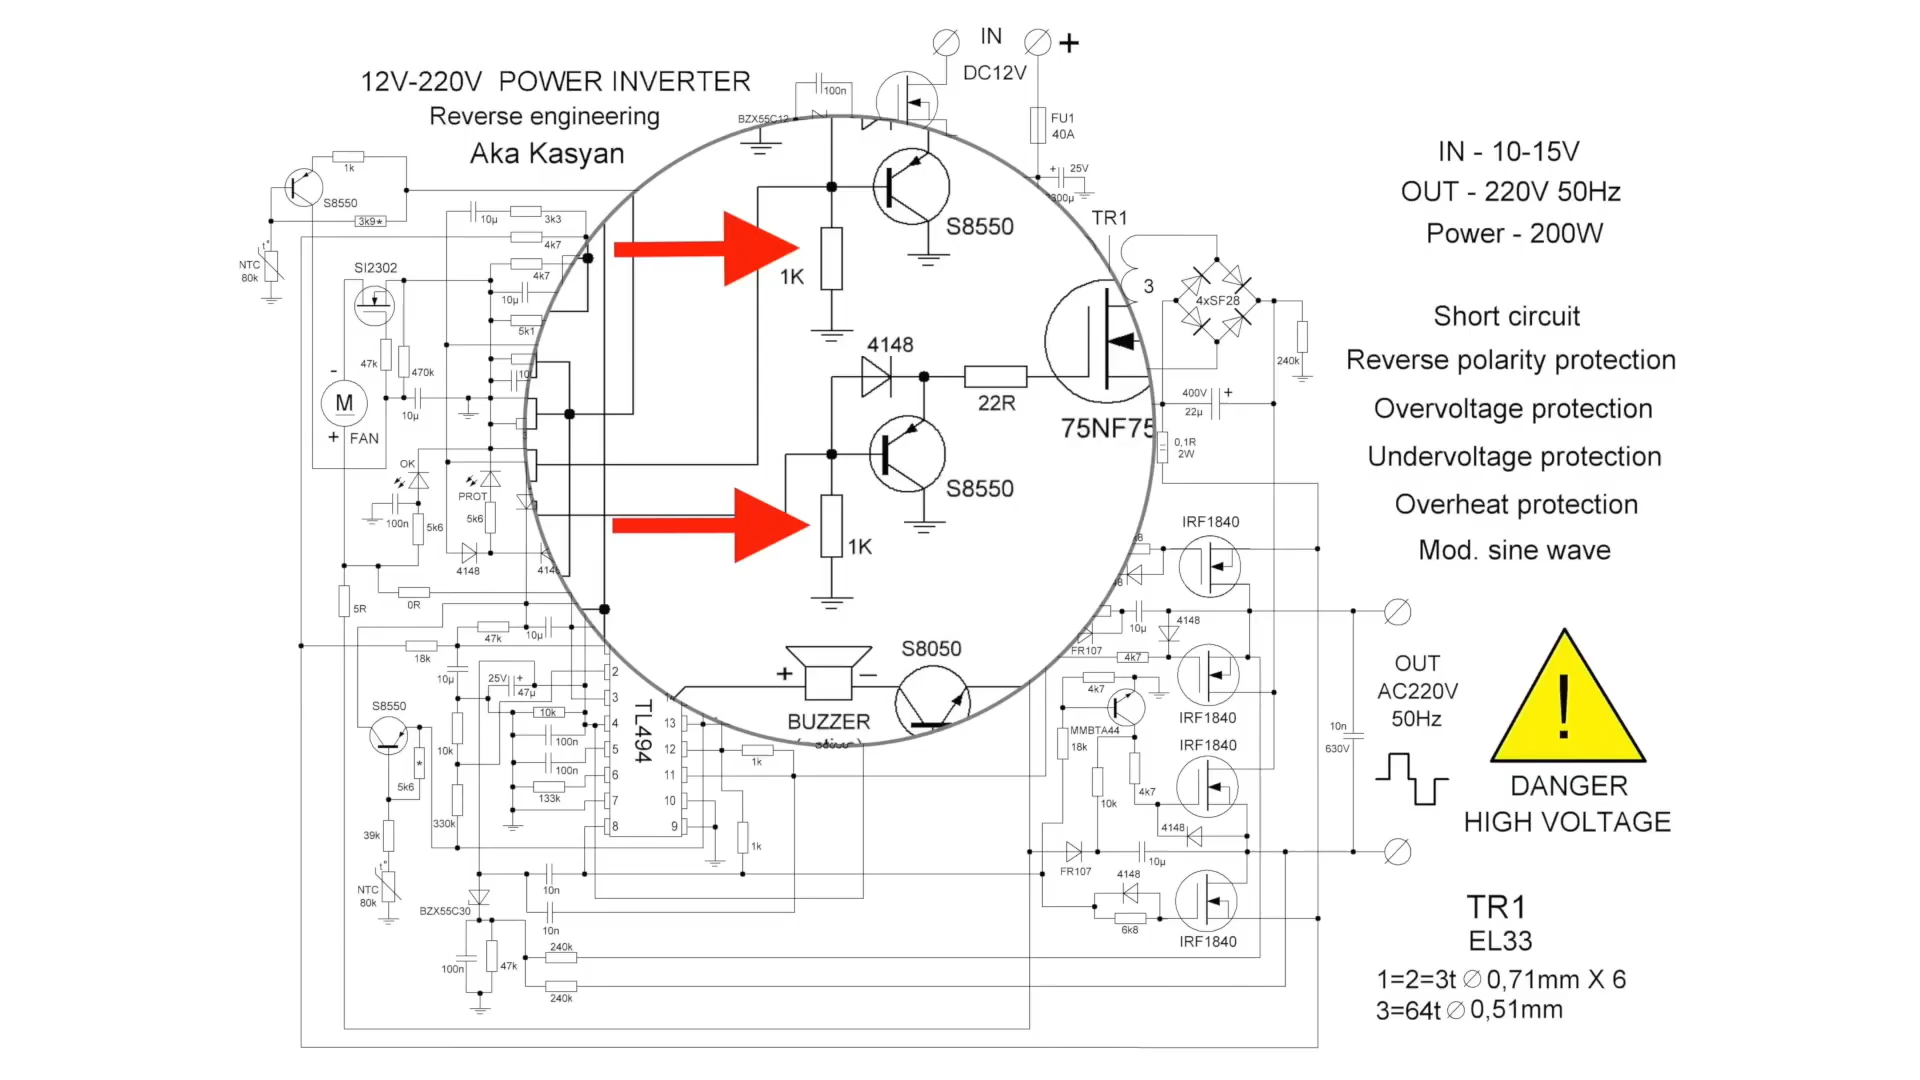 IN
+
DC12V
12V-220V POWER INVERTER
Reverse engineering
Aka Kasyan
100n
BZX55C12
FU1
40A
IN - 10-15V
OUT - 220V 50Hz
Power - 200W
1k
S8550
3k9*
+ 25V
10µ
3k3
4k7
4k7
10µ
5k1
t°
NTC
80k
SI2302
S8550
1K
TR1
3
4xSF28
240k
Short circuit
Reverse polarity protection
Overvoltage protection
Undervoltage protection
Overheat protection
Mod. sine wave
47k
470k
10µ
-
M
+ FAN
4148
22R
75NF75
400V +
22µ
0,1R
2W
OK
PROT
100n
5k6
5k6
4148
S8550
1K
IRF1840
5R
0R
47k
10µ
18k
10µ
4148
FR107
4k7
4k7
IRF1840
OUT
AC220V
50Hz
S8050
+ -
BUZZER
10µ
25V +
47µ
S8550
10k
100n
100n
133k
10k
330k
*
5k6
39k
t°
NTC
80k
2
3
4
5
6
7
8
TL494
13
12
11
10
9
1k
1k
MMBTA44
18k
10k
4k7
IRF1840
4148
10n
630V
FR107
10µ
4148
6k8
IRF1840
!
DANGER
HIGH VOLTAGE
10n
10n
BZX55C30
100n
47k
240k
240k
TR1
EL33
1=2=3t ∅ 0,71mm X 6
3=64t ∅ 0,51mm